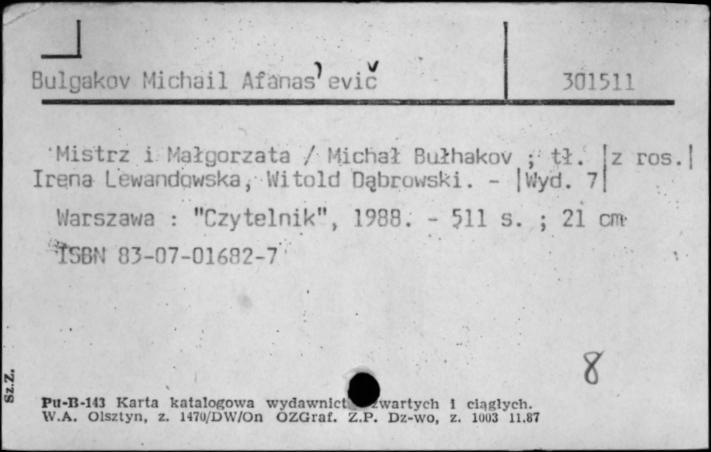 Bulgakov Michail Afanas'evič 301511
Mistrz i Małgorzata / Michał Bułhakov ; tł. |z ros.|
Irena Lewandowska, Witold Dąbrowski. - |Wyd. 7|
Warszawa : "Czytelnik", 1988. - 511 s. ; 21 cm
ISBN 83-07-01682-7
8
Sz.Z.
Pu-B-143 Karta katalogowa wydawnict zwartych i ciągłych.
W.A. Olsztyn, z. 1470/DW/On OZGraf. Z.P. Dz-wo, z. 1003 11.87